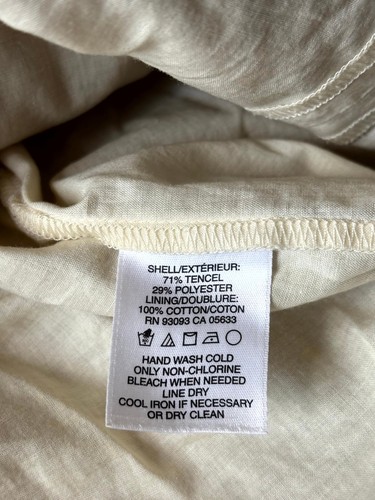 SHELL/EXTÉRIEUR:
71% TENCEL
29% POLYESTER
LINING/DOUBLURE:
100% COTTON/COTON
RN 93093 CA 05633
HAND WASH COLD
ONLY NON-CHLORINE
BLEACH WHEN NEEDED
LINE DRY
COOL IRON IF NECESSARY
OR DRY CLEAN